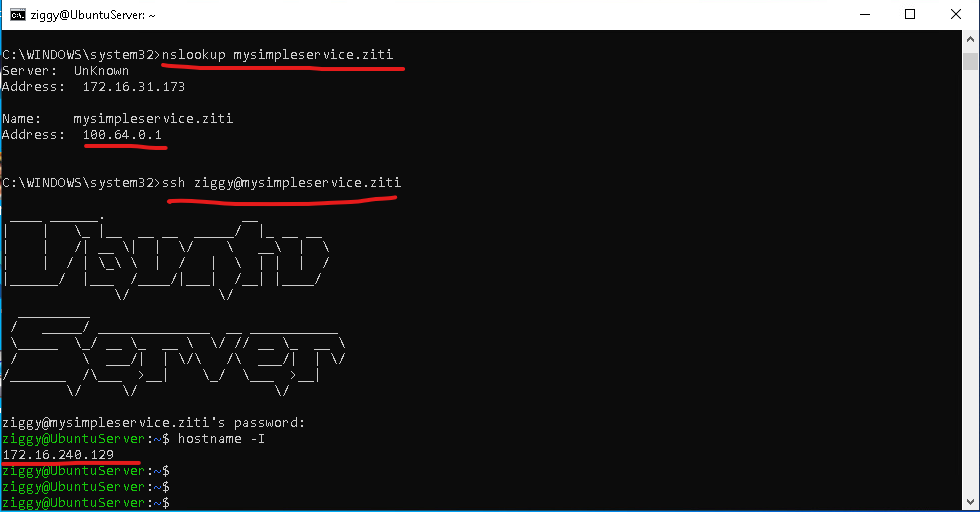 ziggy@UbuntuServer: ~
C:\WINDOWS\system32>nslookup mysimpleservice.ziti
Server:  UnKnown
Address:  172.16.31.173
Name:    mysimpleservice.ziti
Address:  100.64.0.1
C:\WINDOWS\system32>ssh ziggy@mysimpleservice.ziti
Ubuntu
Server
ziggy@mysimpleservice.ziti's password:
ziggy@UbuntuServer:~$ hostname -I
172.16.240.129
ziggy@UbuntuServer:~$
ziggy@UbuntuServer:~$
ziggy@UbuntuServer:~$